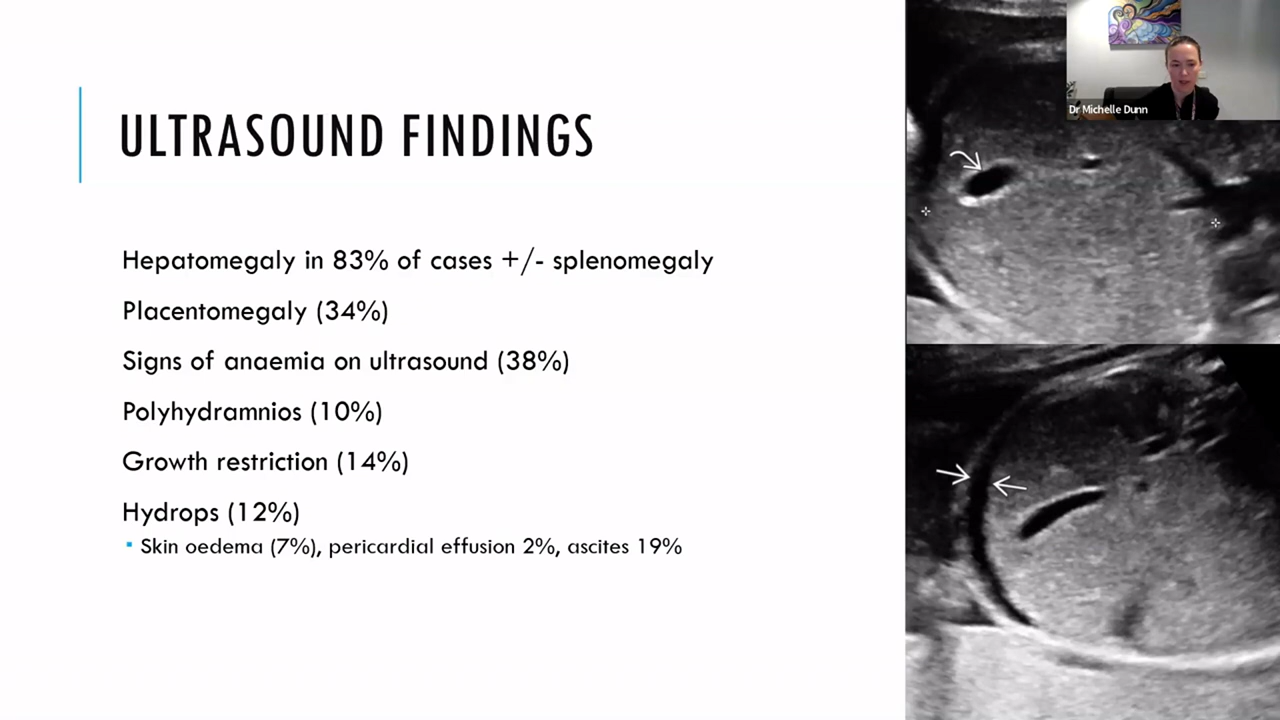 ULTRASOUND FINDINGS
Hepatomegaly in 83% of cases +/- splenomegaly
Placentomegaly (34%)
Signs of anaemia on ultrasound (38%)
Polyhydramnios (10%)
Growth restriction (14%)
Hydrops (12%)
▪ Skin oedema (7%), pericardial effusion 2%, ascites 19%
Dr Michelle Dunn